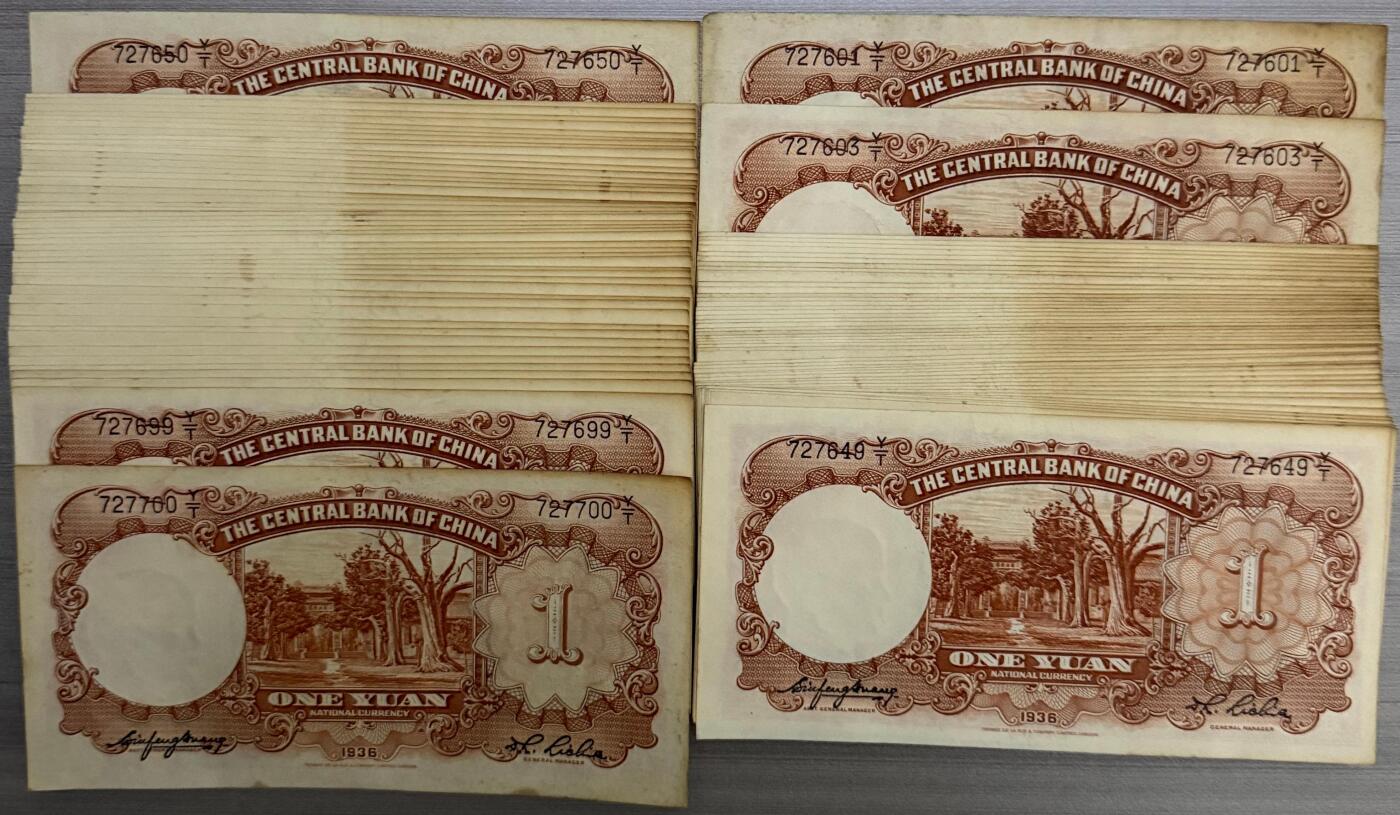 727650 Y/T 727650 Y/T
THE CENTRAL BANK OF CHINA
727699 Y/T 727699 Y/T
THE CENTRAL BANK OF CHINA
727700 Y/T 727700 Y/T
THE CENTRAL BANK OF CHINA
1
ONE YUAN
NATIONAL CURRENCY
1936
GENERAL MANAGER
727601 Y/T 727601 Y/T
THE CENTRAL BANK OF CHINA
727603 Y/T 727603 Y/T
THE CENTRAL BANK OF CHINA
727649 Y/T 727649 Y/T
THE CENTRAL BANK OF CHINA
1
ONE YUAN
NATIONAL CURRENCY
ASST. GENERAL MANAGER
1936
GENERAL MANAGER